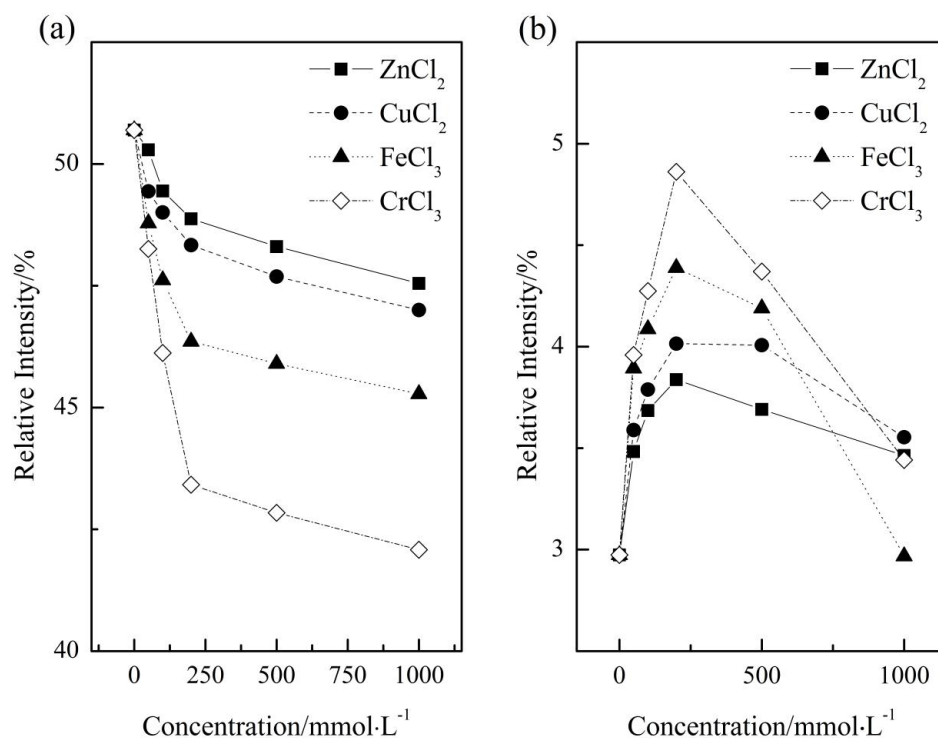 (a)
ZnCl₂
CuCl₂
FeCl₃
CrCl₃
50
45
40
Relative Intensity/%
0 250 500 750 1000
Concentration/mmol·L⁻¹
(b)
ZnCl₂
CuCl₂
FeCl₃
CrCl₃
5
4
3
Relative Intensity/%
0 500 1000
Concentration/mmol·L⁻¹